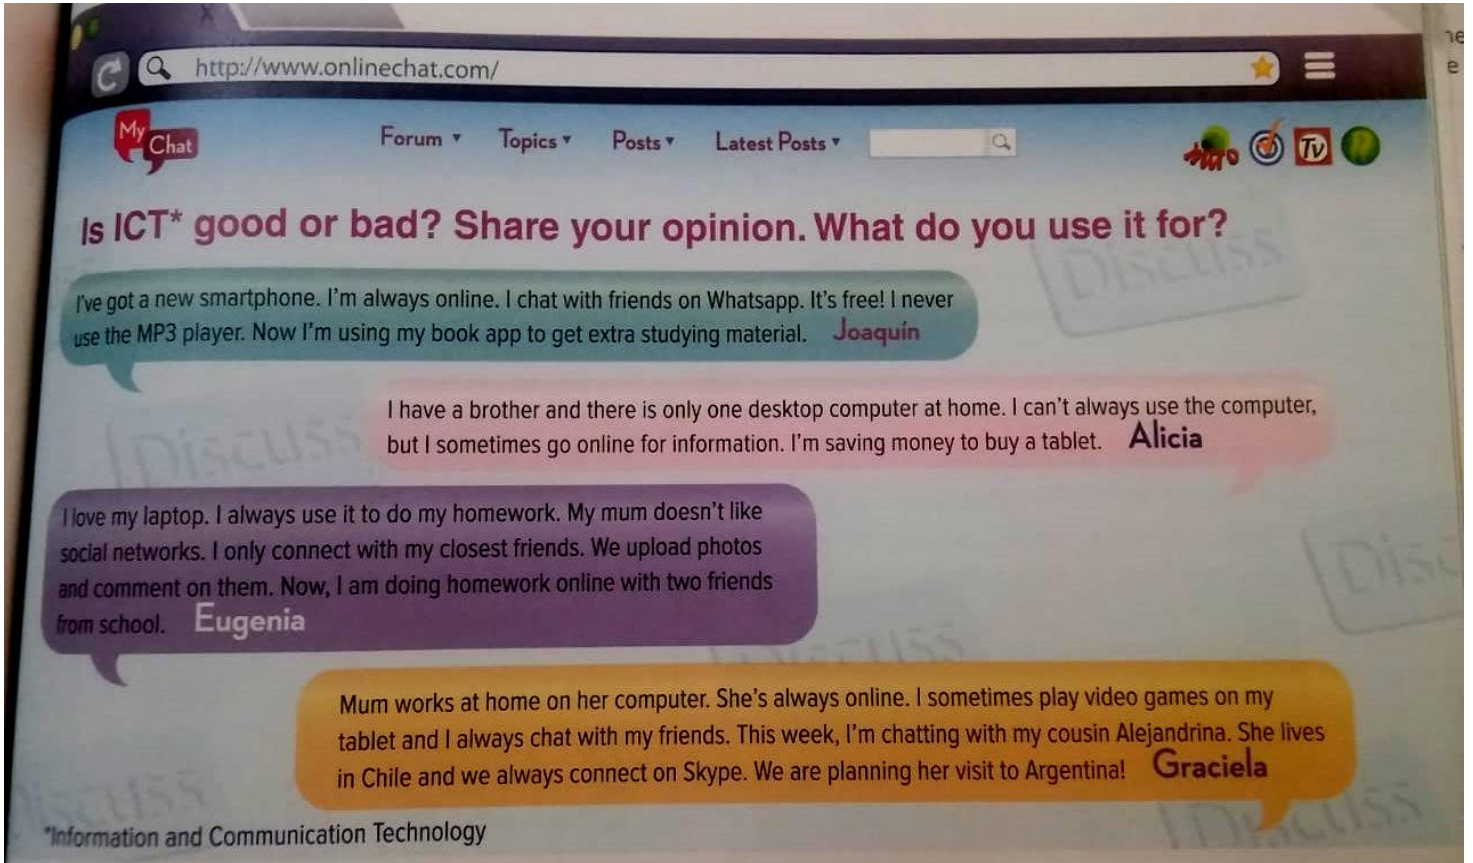 http://www.onlinechat.com/
My Chat
Forum Topics Posts Latest Posts
Tv
Is ICT* good or bad? Share your opinion. What do you use it for?
Discuss
I've got a new smartphone. I'm always online. I chat with friends on Whatsapp. It's free! I never
use the MP3 player. Now I'm using my book app to get extra studying material. Joaquín
I have a brother and there is only one desktop computer at home. I can't always use the computer,
but I sometimes go online for information. I'm saving money to buy a tablet. Alicia
Discuss
I love my laptop. I always use it to do my homework. My mum doesn't like
social networks. I only connect with my closest friends. We upload photos
and comment on them. Now, I am doing homework online with two friends
from school. Eugenia
Disc
Discuss
Mum works at home on her computer. She's always online. I sometimes play video games on my
tablet and I always chat with my friends. This week, I'm chatting with my cousin Alejandrina. She lives
in Chile and we always connect on Skype. We are planning her visit to Argentina! Graciela
Discuss
Discuss
*Information and Communication Technology